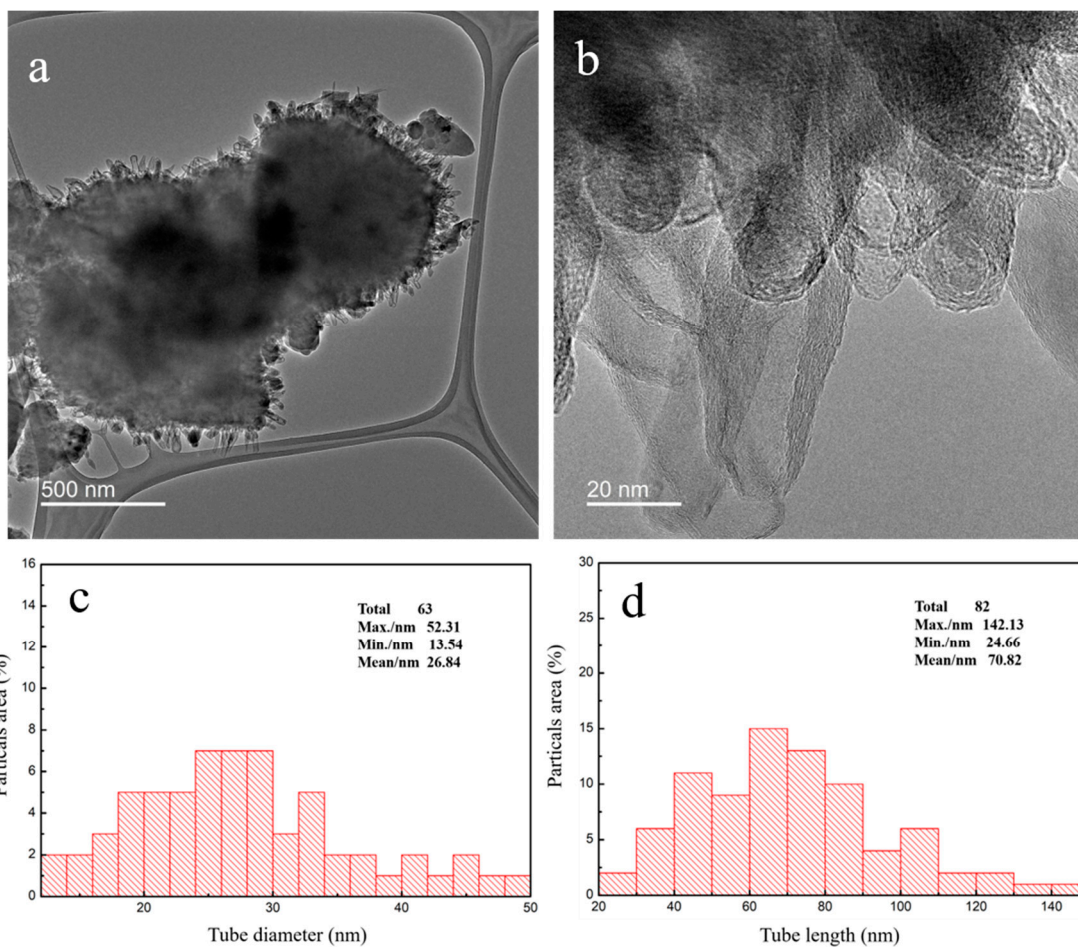 a
500 nm
b
20 nm
c
Total 63
Max./nm 52.31
Min./nm 13.54
Mean/nm 26.84
16
14
12
10
8
6
4
2
0
20 30 40 50
Particals area (%)
Tube diameter (nm)
d
Total 82
Max./nm 142.13
Min./nm 24.66
Mean/nm 70.82
30
25
20
15
10
5
0
20 40 60 80 100 120 140
Particals area (%)
Tube length (nm)